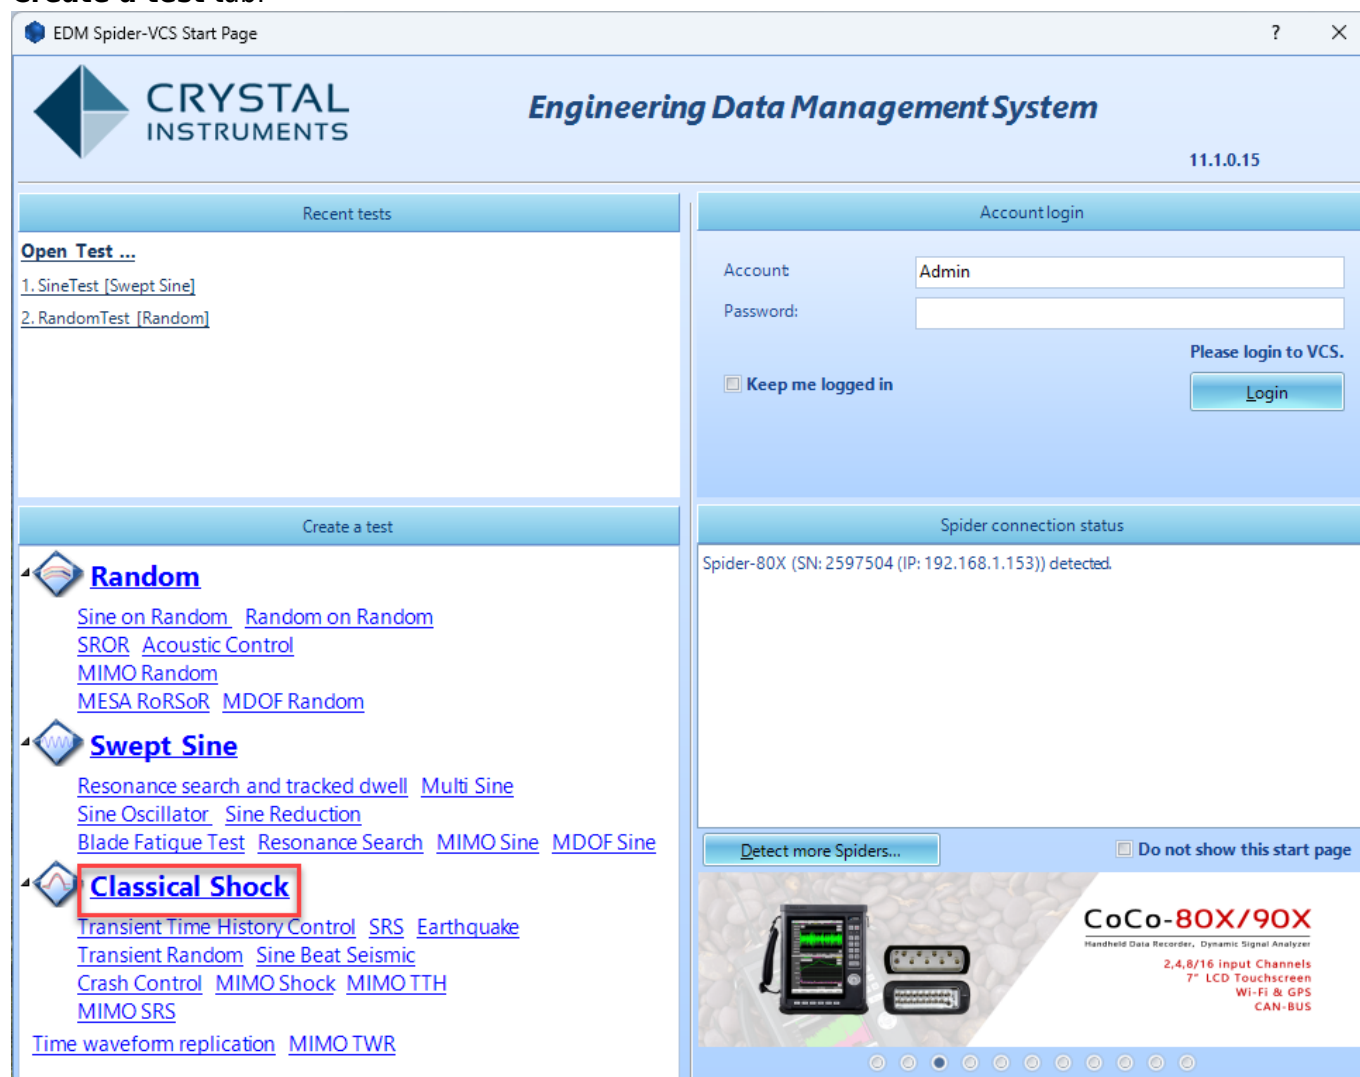 Create a test tab.
EDM Spider-VCS Start Page
?
CRYSTAL
INSTRUMENTS
Engineering Data Management System
11.1.0.15
Recent tests
Open Test ...
1. SineTest [Swept Sine]
2. RandomTest [Random]
Account login
Account
Admin
Password:
Please login to VCS.
Keep me logged in
Login
Create a test
Random
Sine on Random Random on Random
SROR Acoustic Control
MIMO Random
MESA RoRSoR MDOF Random
Swept Sine
Resonance search and tracked dwell Multi Sine
Sine Oscillator Sine Reduction
Blade Fatigue Test Resonance Search MIMO Sine MDOF Sine
Classical Shock
Transient Time History Control SRS Earthquake
Transient Random Sine Beat Seismic
Crash Control MIMO Shock MIMO TTH
MIMO SRS
Time waveform replication MIMO TWR
Spider connection status
Spider-80X (SN: 2597504 (IP: 192.168.1.153)) detected.
Detect more Spiders...
Do not show this start page
CoCo-80X/90X
Handheld Data Recorder, Dynamic Signal Analyzer
2,4,8/16 input Channels
7" LCD Touchscreen
Wi-Fi & GPS
CAN-BUS